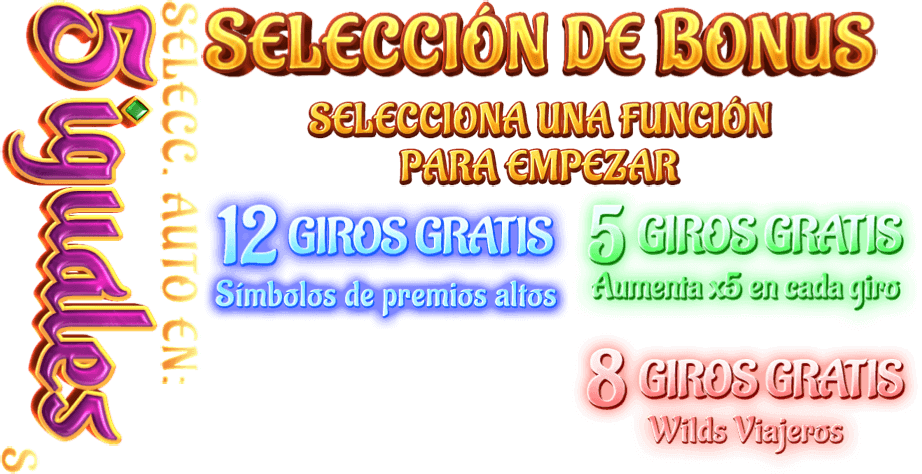 SELECCIÓN DE BONUS
SELECCIONA UNA FUNCIÓN
PARA EMPEZAR
12 GIROS GRATIS
Símbolos de premios altos
5 GIROS GRATIS
Aumenta x5 en cada giro
8 GIROS GRATIS
Wilds Viajeros
5 iguales
SELECC. AUTO EN:
S